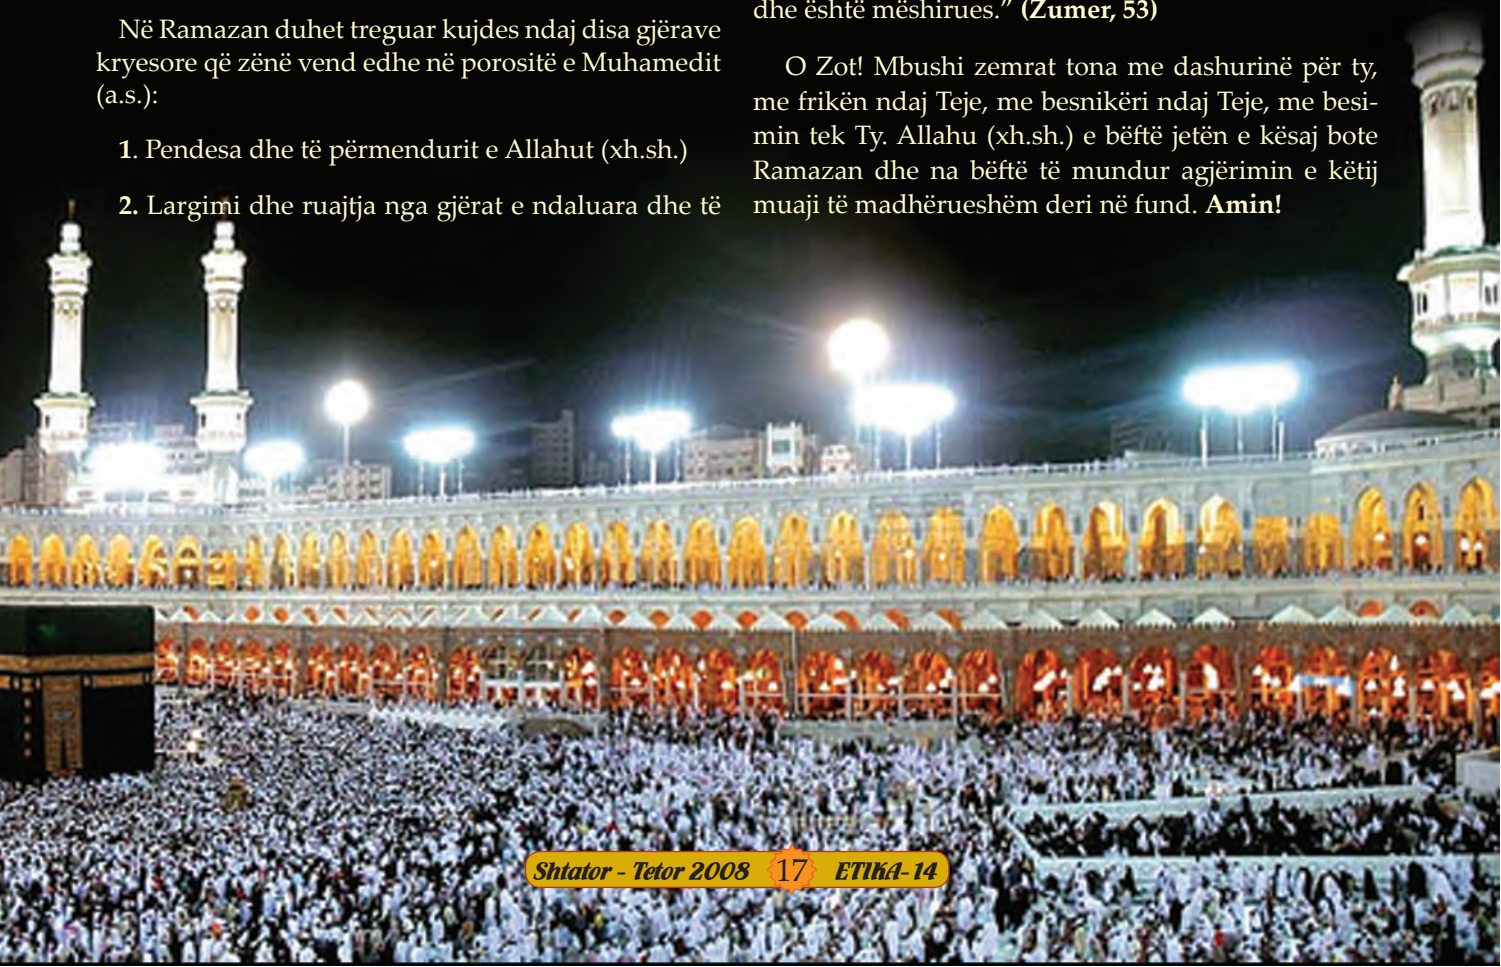 Në Ramazan duhet treguar kujdes ndaj disa gjërave
kryesore që zënë vend edhe në porositë e Muhamedit
(a.s.):
1. Pendesa dhe të përmendurit e Allahut (xh.sh.)
2. Largimi dhe ruajtja nga gjërat e ndaluara dhe të
dhe është mëshirues.” (Zumer, 53)
O Zot! Mbushi zemrat tona me dashurinë për ty,
me frikën ndaj Teje, me besnikëri ndaj Teje, me besi-
min tek Ty. Allahu (xh.sh.) e bëftë jetën e kësaj bote
Ramazan dhe na bëftë të mundur agjërimin e këtij
muaji të madhërueshëm deri në fund. Amin!
Shtator - Tetor 2008 17 ETIKA-14